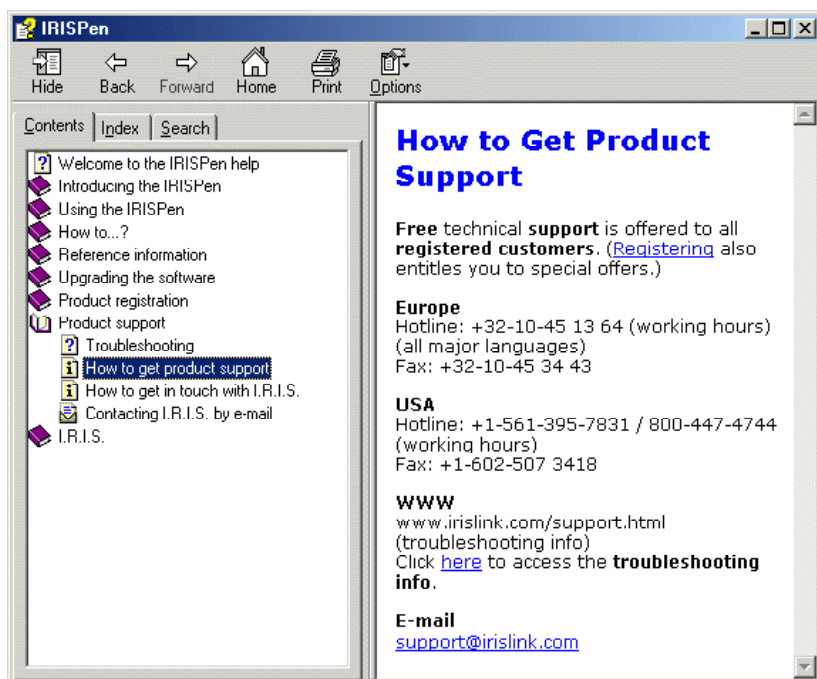 IRISPen
Hide Back Forward Home Print Options
Contents Index Search
Welcome to the IRISPen help
Introducing the IRISPen
Using the IRISPen
How to...?
Reference information
Upgrading the software
Product registration
Product support
Troubleshooting
How to get product support
How to get in touch with I.R.I.S.
Contacting I.R.I.S. by e-mail
I.R.I.S.
How to Get Product
Support
Free technical support is offered to all
registered customers. (Registering also
entitles you to special offers.)
Europe
Hotline: +32-10-45 13 64 (working hours)
(all major languages)
Fax: +32-10-45 34 43
USA
Hotline: +1-561-395-7831 / 800-447-4744
(working hours)
Fax: +1-602-507 3418
WWW
www.irislink.com/support.html
(troubleshooting info)
Click here to access the troubleshooting
info.
E-mail
support@irislink.com